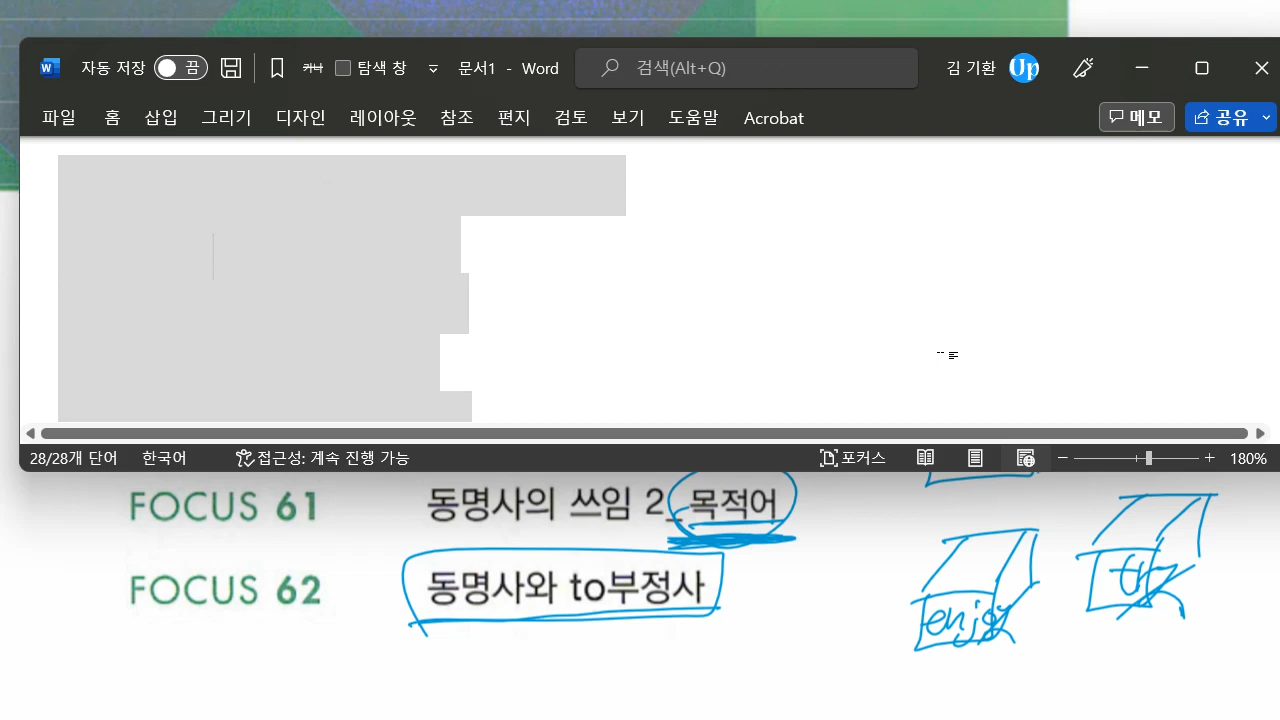 자동 저장 끔 가나 탐색 창 문서1 - Word 검색(Alt+Q) 김 기환 Up
파일 홈 삽입 그리기 디자인 레이아웃 참조 편지 검토 보기 도움말 Acrobat 메모 공유
28/28개 단어 한국어 접근성: 계속 진행 가능 포커스 180%
FOCUS 61 동명사의 쓰임 2_목적어
FOCUS 62 동명사와 to부정사
enjoy